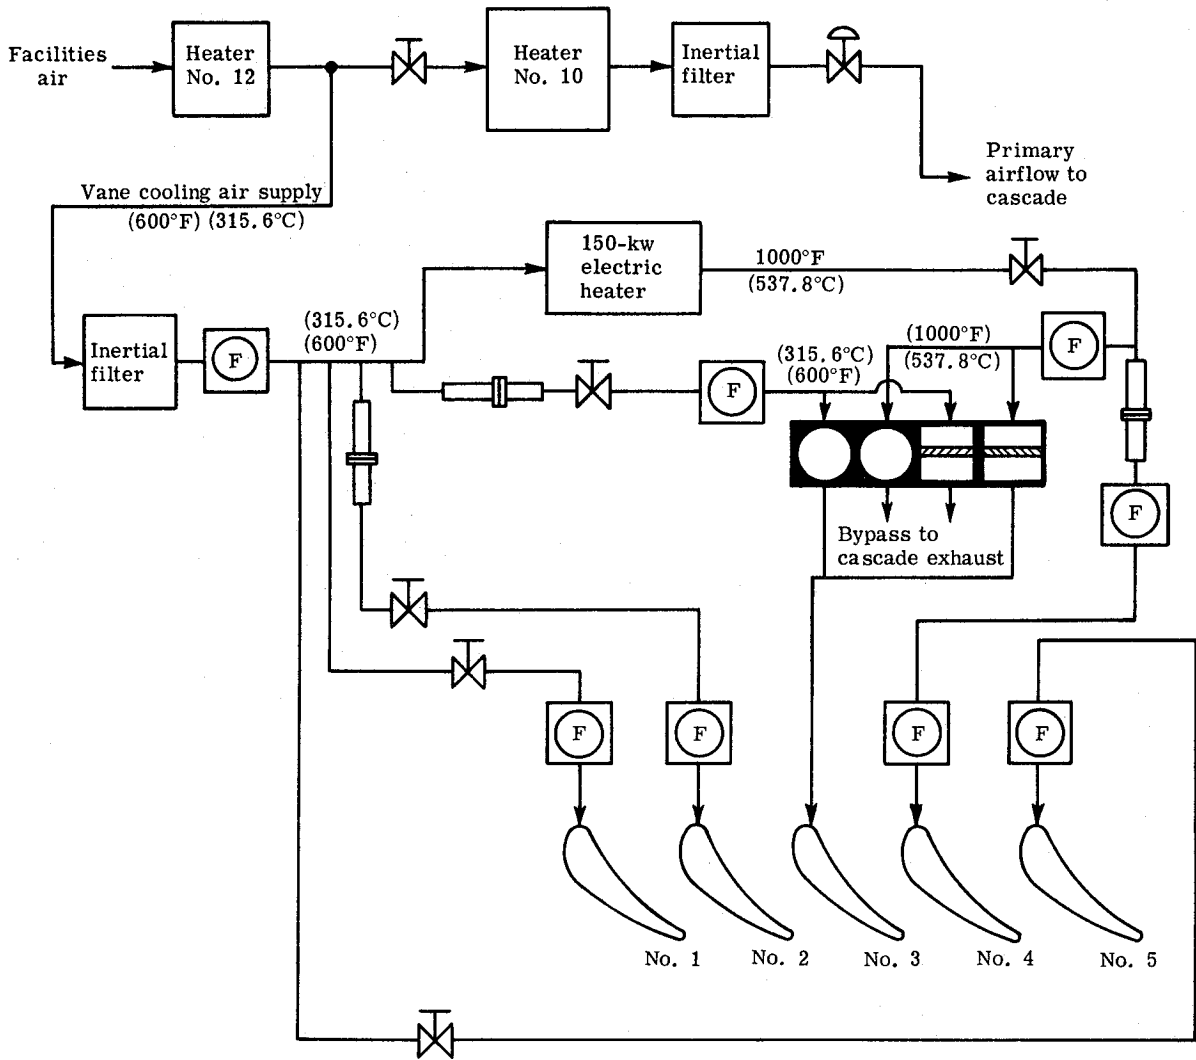 Facilities
air
Heater
No. 12
Heater
No. 10
Inertial
filter
Primary
airflow to
cascade
Vane cooling air supply
(600°F) (315.6°C)
150-kw
electric
heater
1000°F
(537.8°C)
Inertial
filter
F
(315.6°C)
(600°F)
(315.6°C)
(600°F)
(1000°F)
(537.8°C)
F
F
F
Bypass to
cascade exhaust
F
F
F
F
No. 1
No. 2
No. 3
No. 4
No. 5